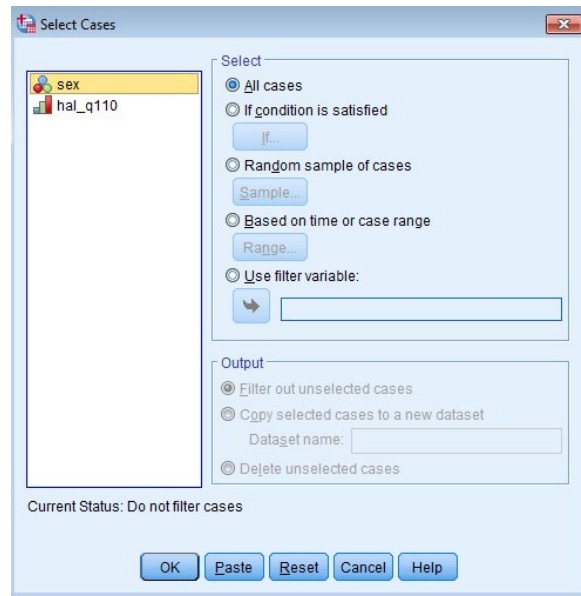 Select Cases
sex
hal_q110
Select
All cases
If condition is satisfied
If...
Random sample of cases
Sample...
Based on time or case range
Range...
Use filter variable:
Output
Filter out unselected cases
Copy selected cases to a new dataset
Dataset name:
Delete unselected cases
Current Status: Do not filter cases
OK Paste Reset Cancel Help